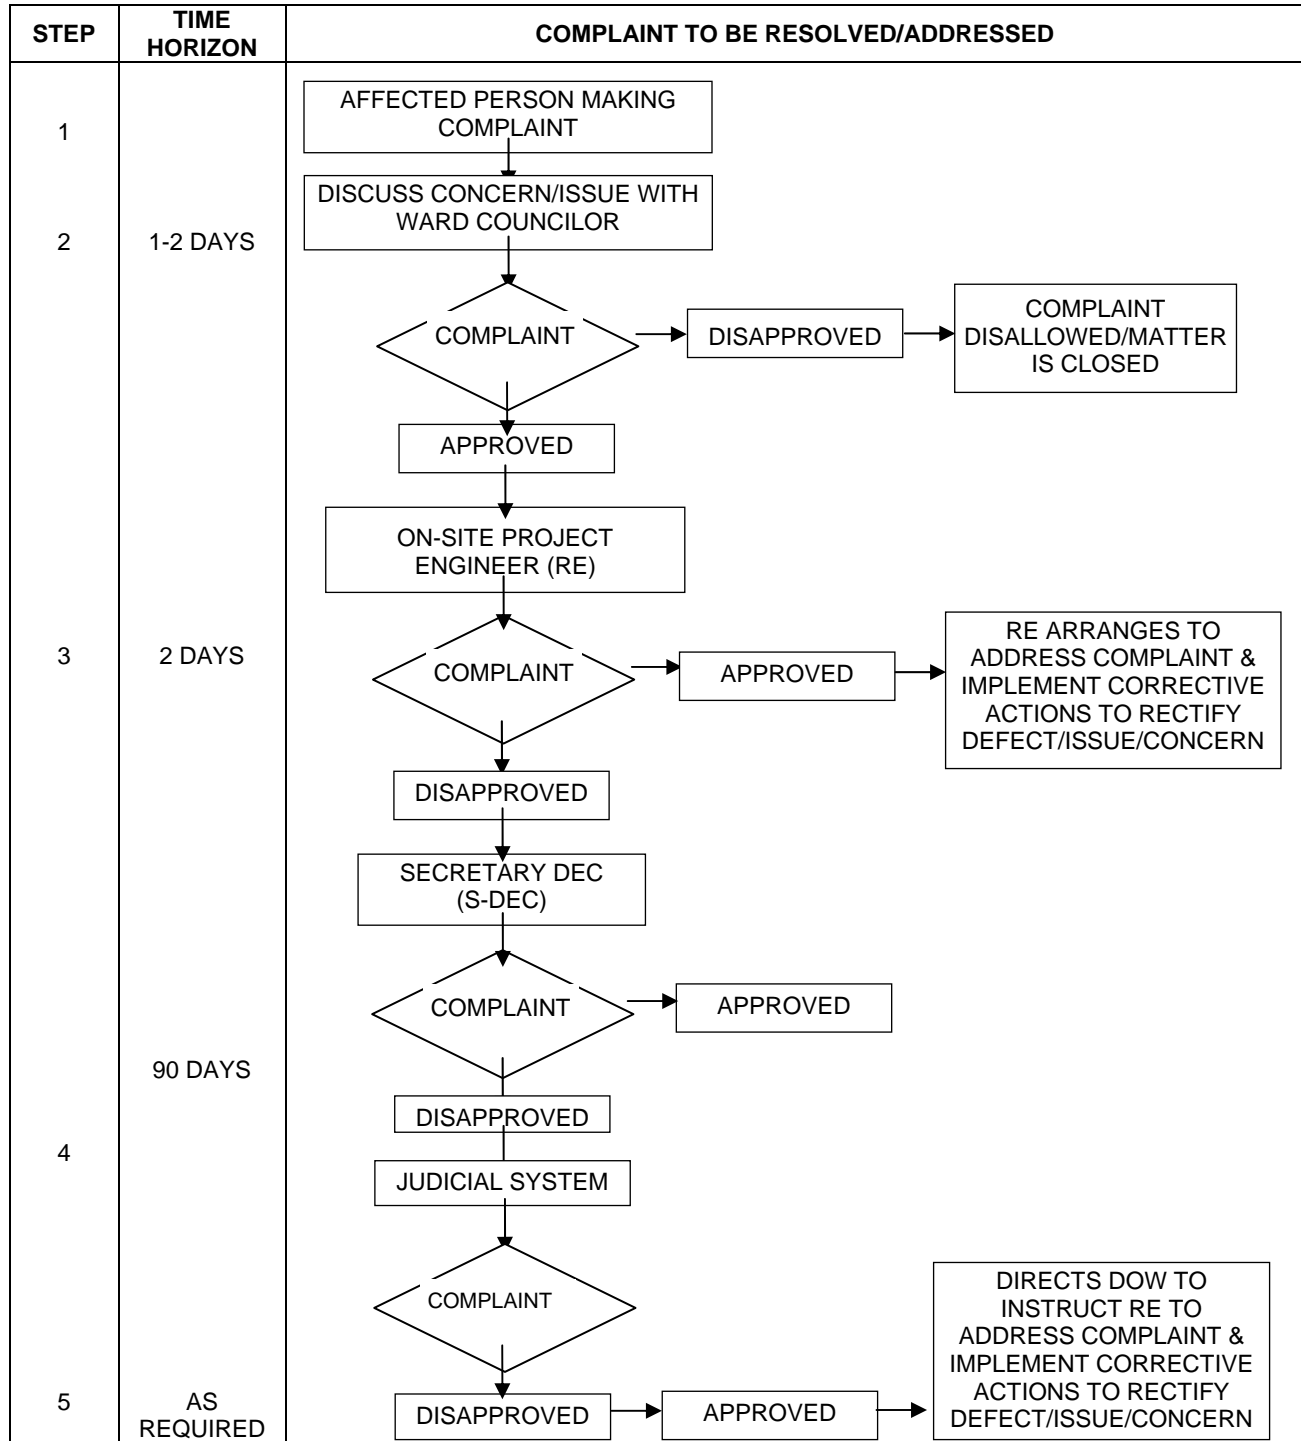 STEP
TIME
HORIZON
COMPLAINT TO BE RESOLVED/ADDRESSED
1
AFFECTED PERSON MAKING
COMPLAINT
2
1-2 DAYS
DISCUSS CONCERN/ISSUE WITH
WARD COUNCILOR
COMPLAINT
DISAPPROVED
COMPLAINT
DISALLOWED/MATTER
IS CLOSED
APPROVED
ON-SITE PROJECT
ENGINEER (RE)
3
2 DAYS
COMPLAINT
APPROVED
RE ARRANGES TO
ADDRESS COMPLAINT &
IMPLEMENT CORRECTIVE
ACTIONS TO RECTIFY
DEFECT/ISSUE/CONCERN
DISAPPROVED
SECRETARY DEC
(S-DEC)
COMPLAINT
APPROVED
90 DAYS
DISAPPROVED
4
JUDICIAL SYSTEM
COMPLAINT
5
AS
REQUIRED
DISAPPROVED
APPROVED
DIRECTS DOW TO
INSTRUCT RE TO
ADDRESS COMPLAINT &
IMPLEMENT CORRECTIVE
ACTIONS TO RECTIFY
DEFECT/ISSUE/CONCERN